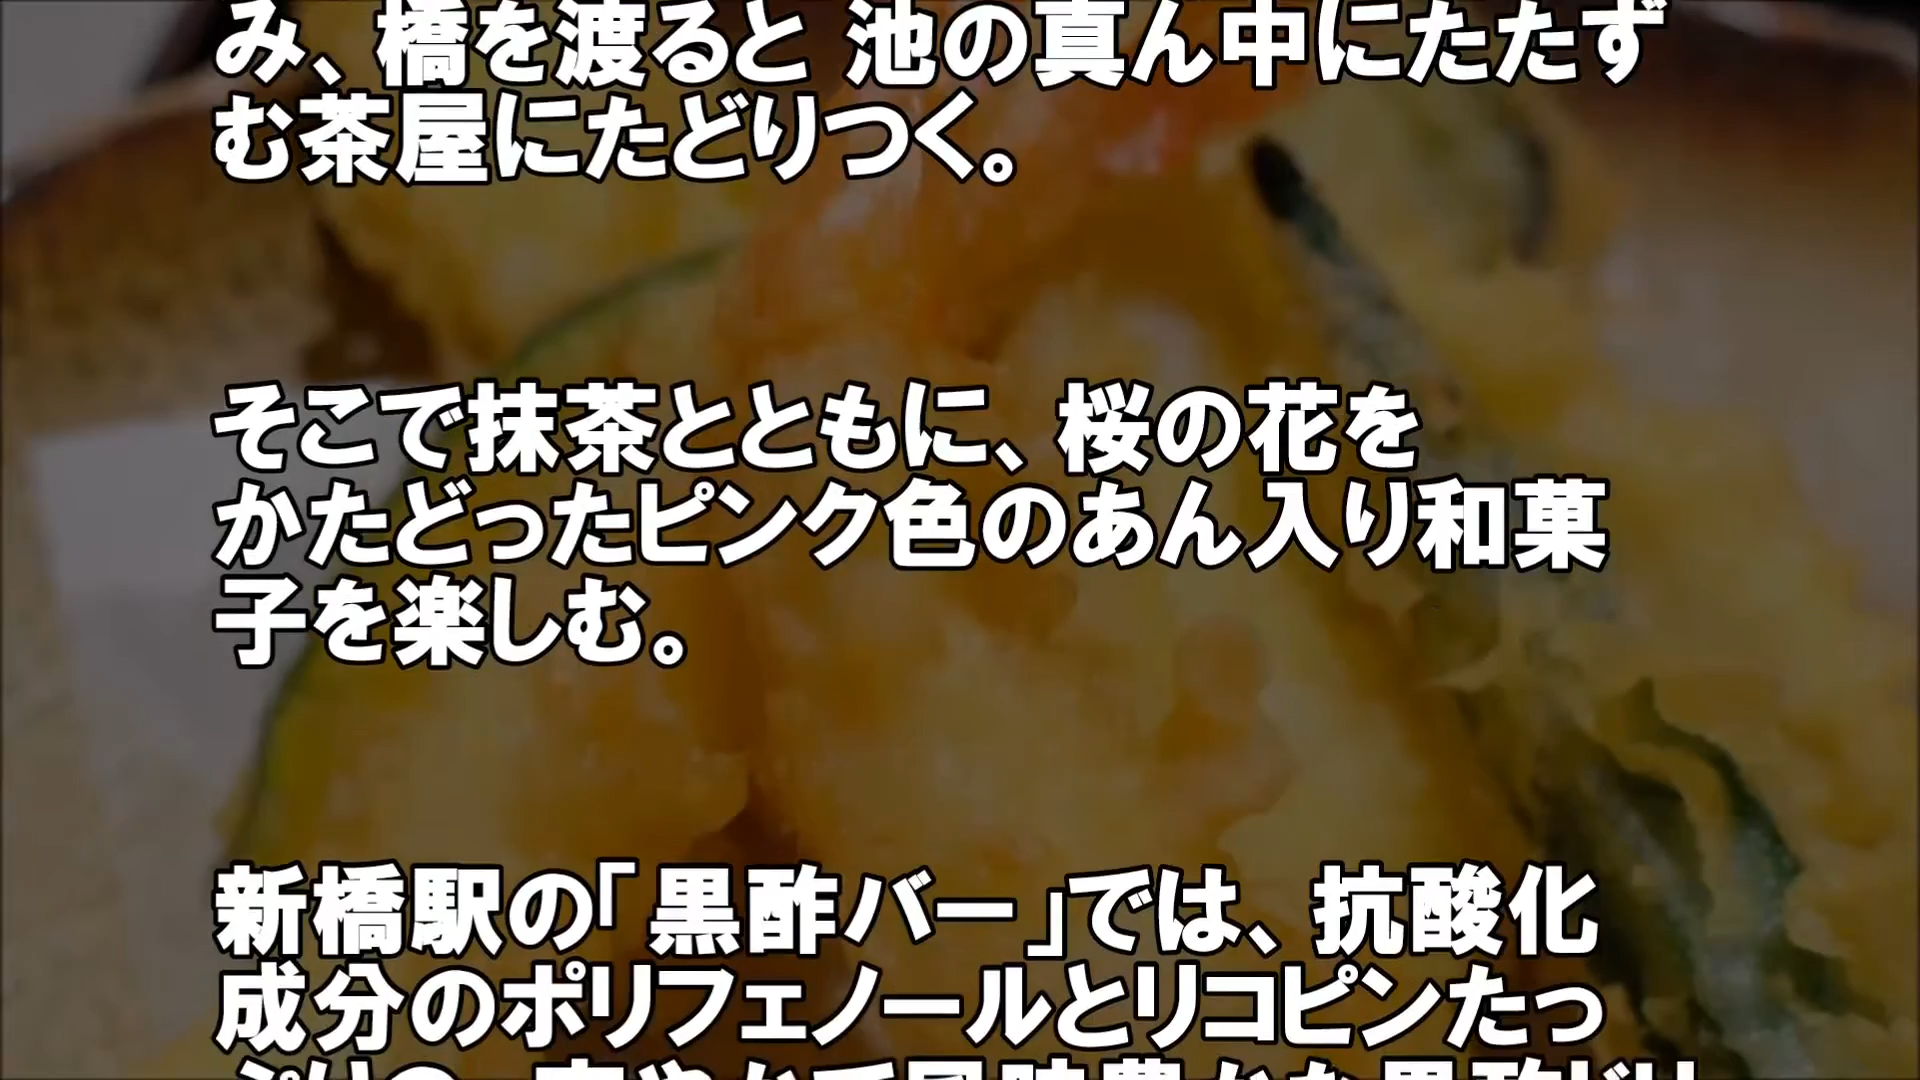 み、橋を渡ると 池の真ん中にたたず
む茶屋にたどりつく。
そこで抹茶とともに、桜の花を
かたどったピンク色のあん入り和菓
子を楽しむ。
新橋駅の「黒酢バー」では、抗酸化
成分のポリフェノールとリコピンたっ